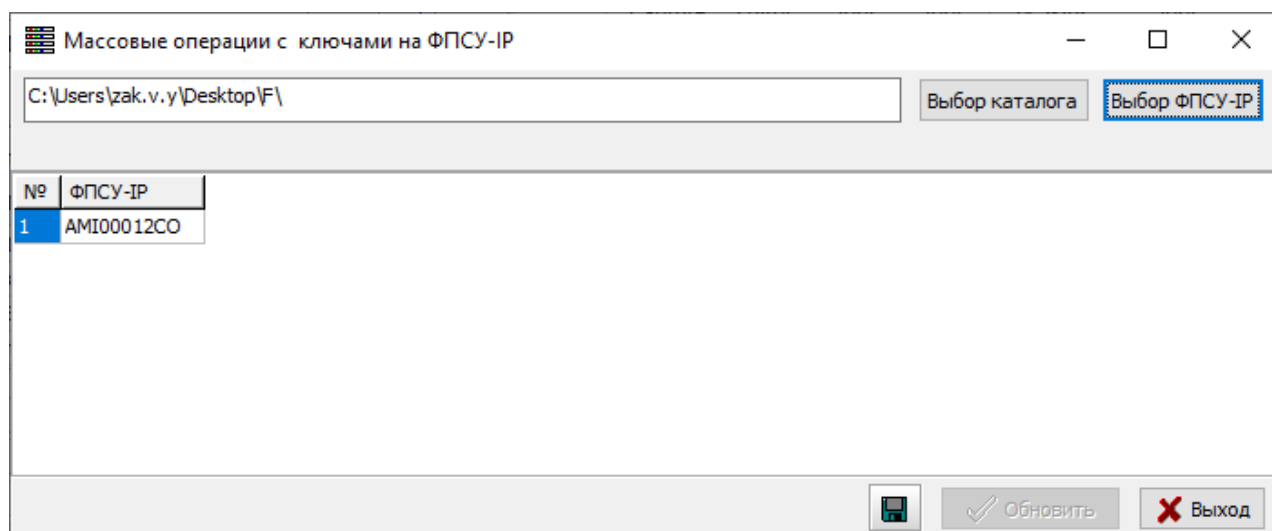 Массовые операции с  ключами на ФПСУ-IP
C:\Users\zak.v.y\Desktop\F\
Выбор каталога
Выбор ФПСУ-IP
№ ФПСУ-IP
1 AMI00012CO
Обновить
Выход